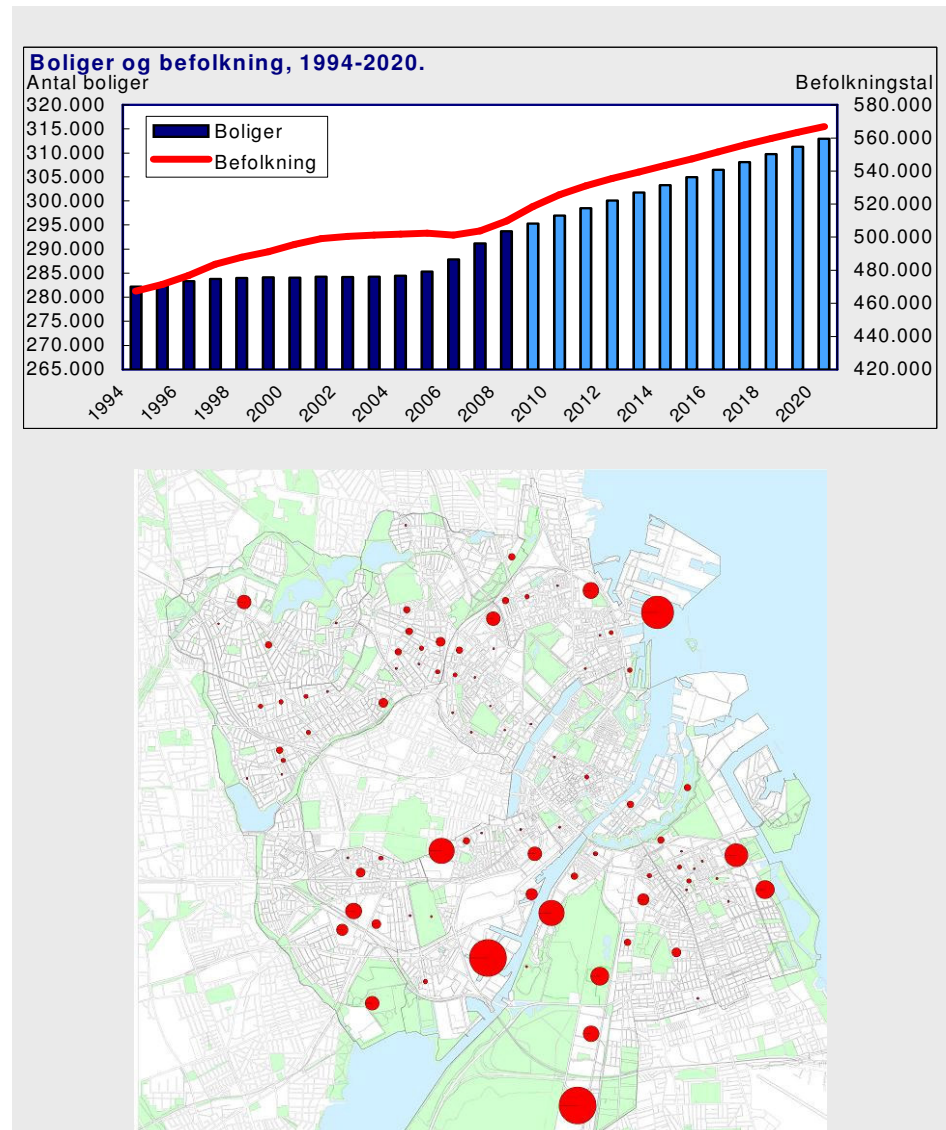 Boliger og befolkning, 1994-2020.
Antal boliger Befolkningstal
320.000 580.000
315.000 560.000
310.000 540.000
305.000 520.000
300.000 500.000
295.000 480.000
290.000 460.000
285.000 440.000
280.000 420.000
275.000
270.000
265.000
Boliger
Befolkning
1994 1996 1998 2000 2002 2004 2006 2008 2010 2012 2014 2016 2018 2020